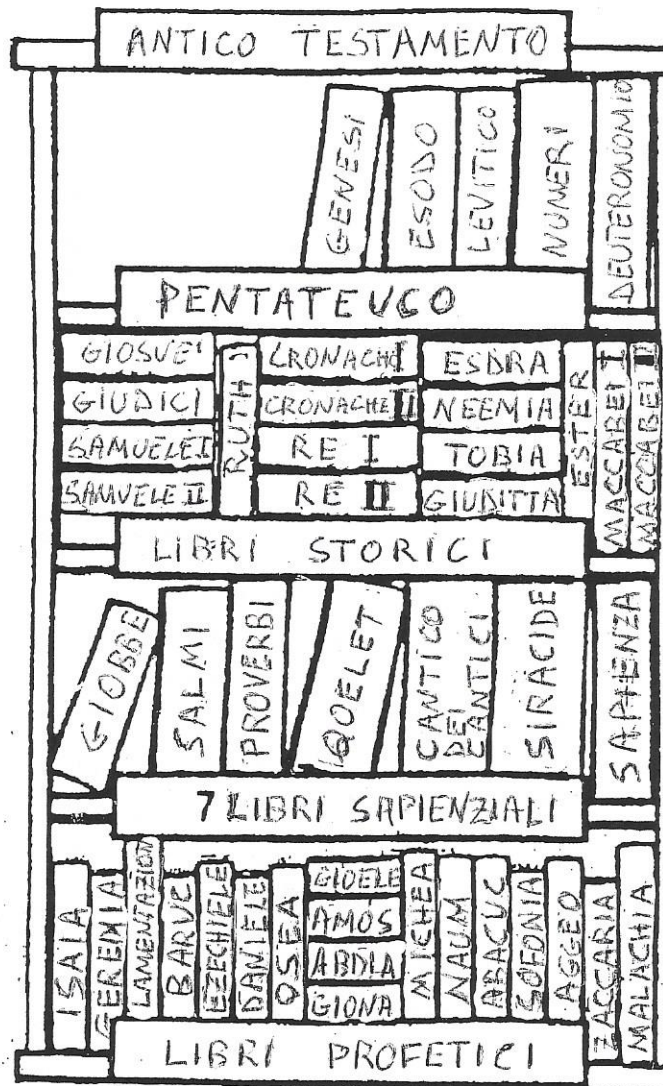 ANTICO TESTAMENTO
GENESI
ESODO
LEVITICO
NUMERI
DEUTERONOMIO
PENTATEUCO
GIOSUE'
GIUDICI
SAMUELE I
SAMUELE II
RUTH
CRONACHE I
CRONACHE II
RE I
RE II
ESDRA
NEEMIA
TOBIA
GIUDITTA
ESTER
MACCABEI I
MACCABEI II
LIBRI STORICI
GIOBBE
SALMI
PROVERBI
QOELET
CANTICO
DEI
CANTICI
SIRACIDE
SAPIENZA
7 LIBRI SAPIENZIALI
ISAIA
GEREMIA
LAMENTAZIONI
BARUC
EZECHIELE
DANIELE
OSEA
GIOELE
AMOS
ABDIA
GIONA
MICHEA
NAUM
ABACUC
SOFONIA
AGGEO
ZACCARIA
MALACHIA
LIBRI PROFETICI